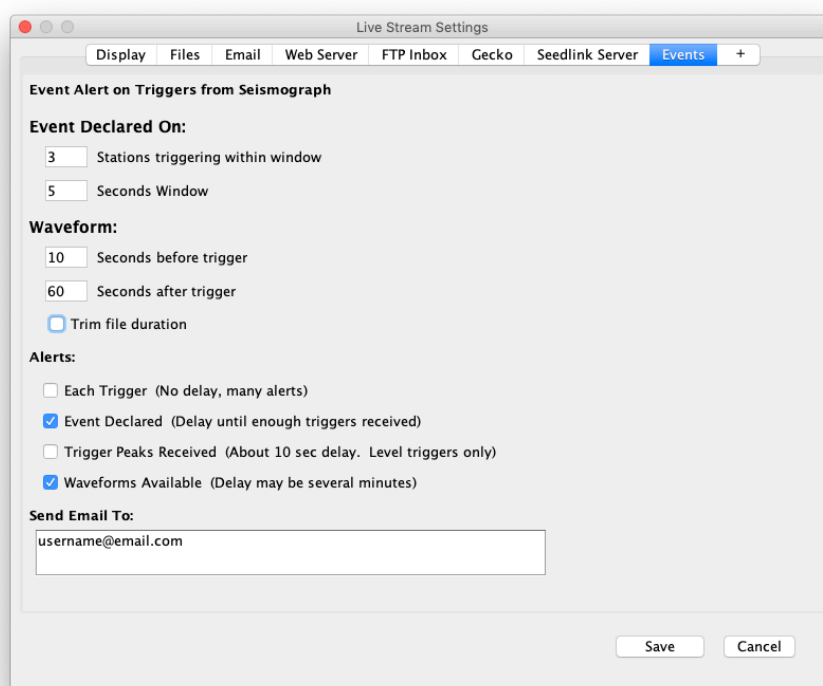 Live Stream Settings
Display Files Email Web Server FTP Inbox Gecko Seedlink Server Events +
Event Alert on Triggers from Seismograph
Event Declared On:
3 Stations triggering within window
5 Seconds Window
Waveform:
10 Seconds before trigger
60 Seconds after trigger
Trim file duration
Alerts:
Each Trigger (No delay, many alerts)
Event Declared (Delay until enough triggers received)
Trigger Peaks Received (About 10 sec delay. Level triggers only)
Waveforms Available (Delay may be several minutes)
Send Email To:
username@email.com
Save Cancel